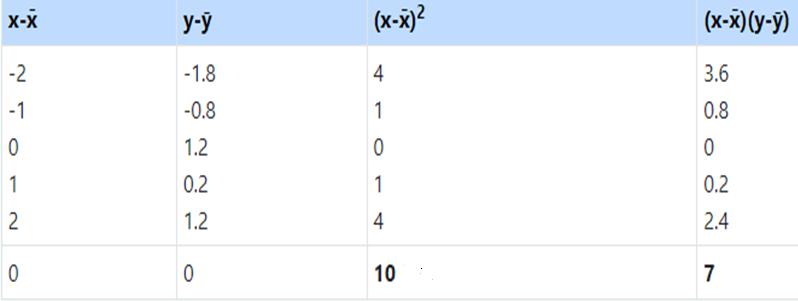 x-x̄ y-ȳ (x-x̄)² (x-x̄)(y-ȳ)
-2 -1.8 4 3.6
-1 -0.8 1 0.8
0 1.2 0 0
1 0.2 1 0.2
2 1.2 4 2.4
0 0 10 7